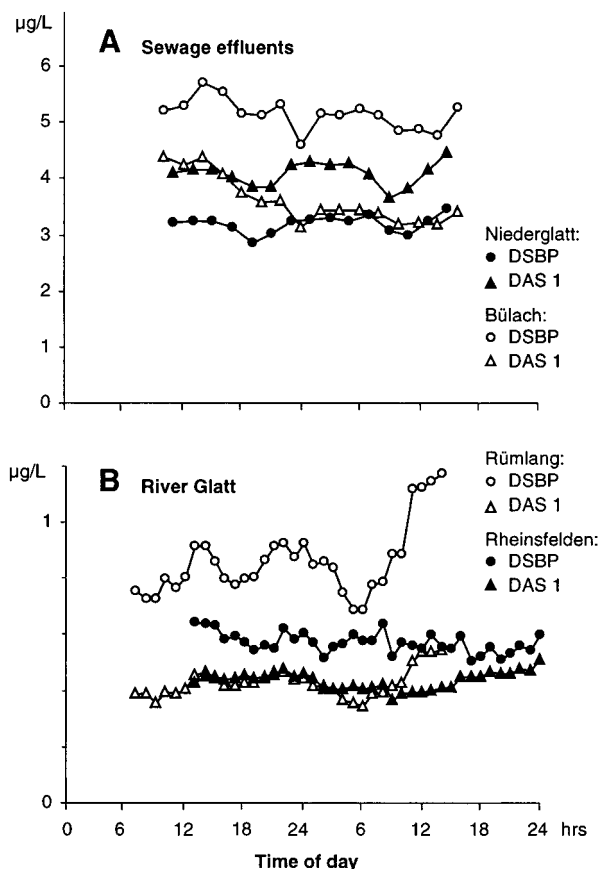 µg/L
A Sewage effluents
6
5
4
3
2
1
0
Niederglatt:
DSBP
DAS 1
Bülach:
DSBP
DAS 1
µg/L
B River Glatt
1
0
Rümlang:
DSBP
DAS 1
Rheinsfelden:
DSBP
DAS 1
0 6 12 18 24 6 12 18 24 hrs
Time of day